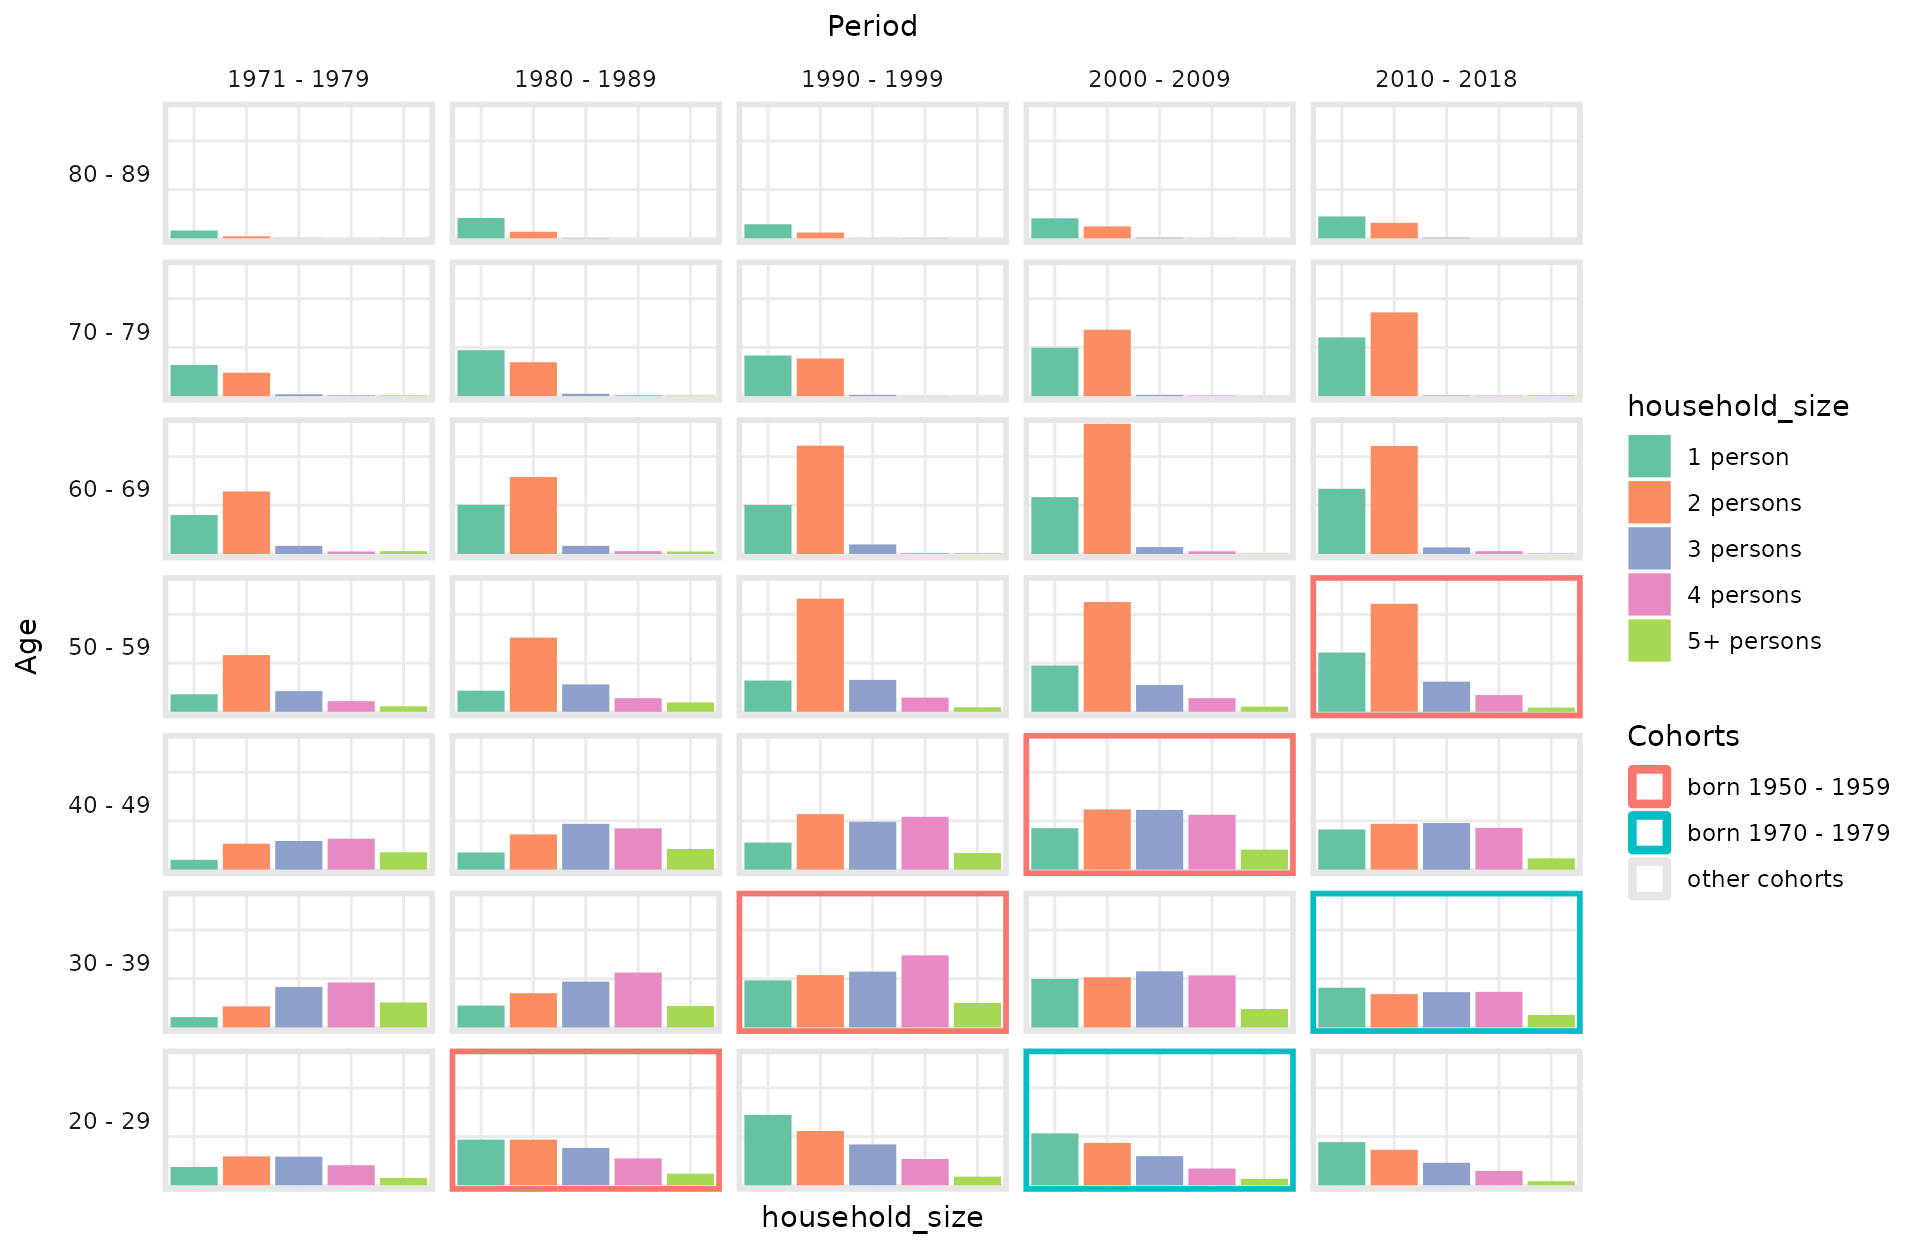 Period
1971 - 1979 1980 - 1989 1990 - 1999 2000 - 2009 2010 - 2018
80 - 89
70 - 79
60 - 69
50 - 59
40 - 49
30 - 39
20 - 29
Age
household_size
household_size
1 person
2 persons
3 persons
4 persons
5+ persons
Cohorts
born 1950 - 1959
born 1970 - 1979
other cohorts